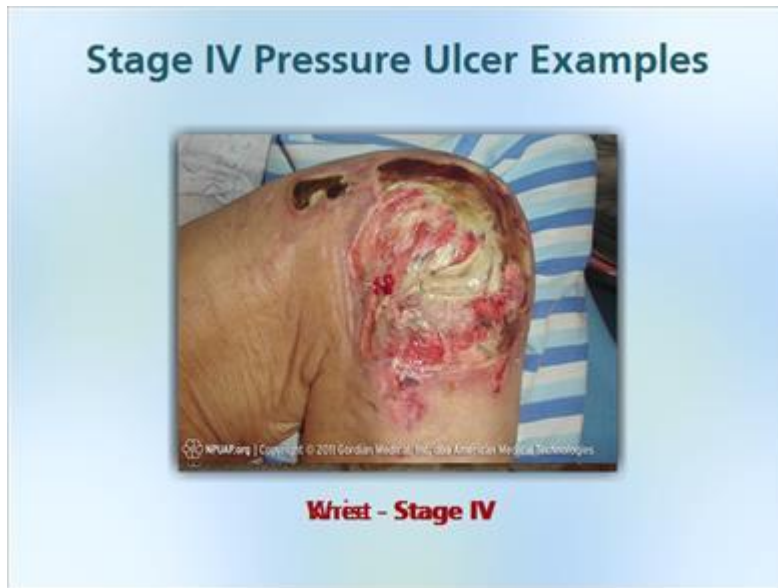 Stage IV Pressure Ulcer Examples
NPUAP.org | Copyright © 2011 Gordian Medical, Inc. dba American Medical Technologies
- Stage IV